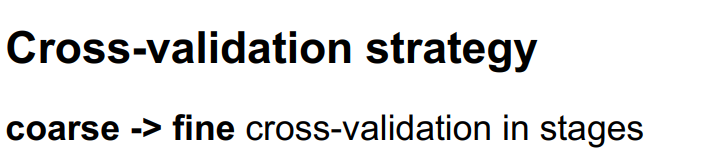 Cross-validation strategy
coarse -> fine cross-validation in stages